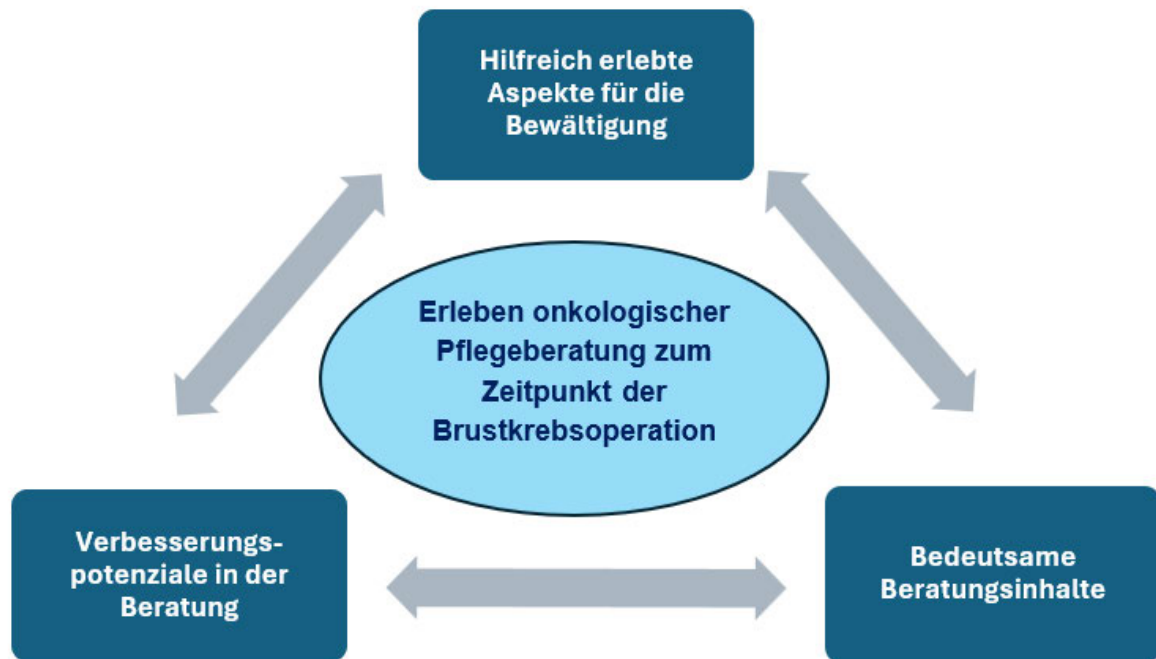 Hilfreich erlebte
Aspekte für die
Bewältigung
Erleben onkologischer
Pflegeberatung zum
Zeitpunkt der
Brustkrebsoperation
Verbesserungs-
potenziale in der
Beratung
Bedeutsame
Beratungsinhalte